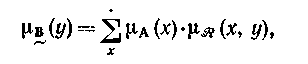 μ_B̰ (y) = ∑̇_x μ_A (x)·μ_ℛ (x, y),